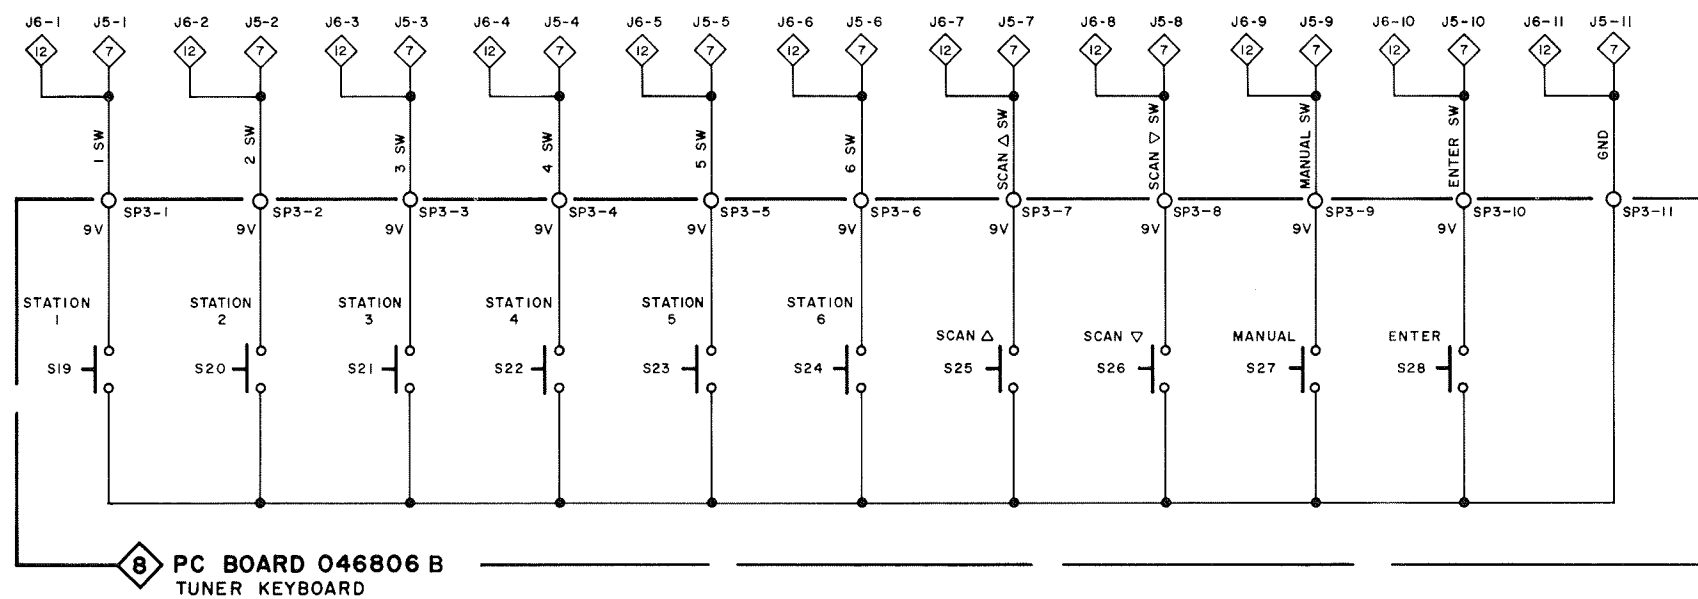 J6-1 J5-1 J6-2 J5-2 J6-3 J5-3 J6-4 J5-4 J6-5 J5-5 J6-6 J5-6 J6-7 J5-7 J6-8 J5-8 J6-9 J5-9 J6-10 J5-10 J6-11 J5-11
12 7 12 7 12 7 12 7 12 7 12 7 12 7 12 7 12 7 12 7 12 7
1 SW 2 SW 3 SW 4 SW 5 SW 6 SW SCAN △ SW SCAN ▽ SW MANUAL SW ENTER SW GND
SP3-1 SP3-2 SP3-3 SP3-4 SP3-5 SP3-6 SP3-7 SP3-8 SP3-9 SP3-10 SP3-11
9V 9V 9V 9V 9V 9V 9V 9V 9V 9V
STATION STATION STATION STATION STATION STATION
1 2 3 4 5 6
SCAN △ SCAN ▽ MANUAL ENTER
S19 S20 S21 S22 S23 S24 S25 S26 S27 S28
8 PC BOARD 046806 B
TUNER KEYBOARD